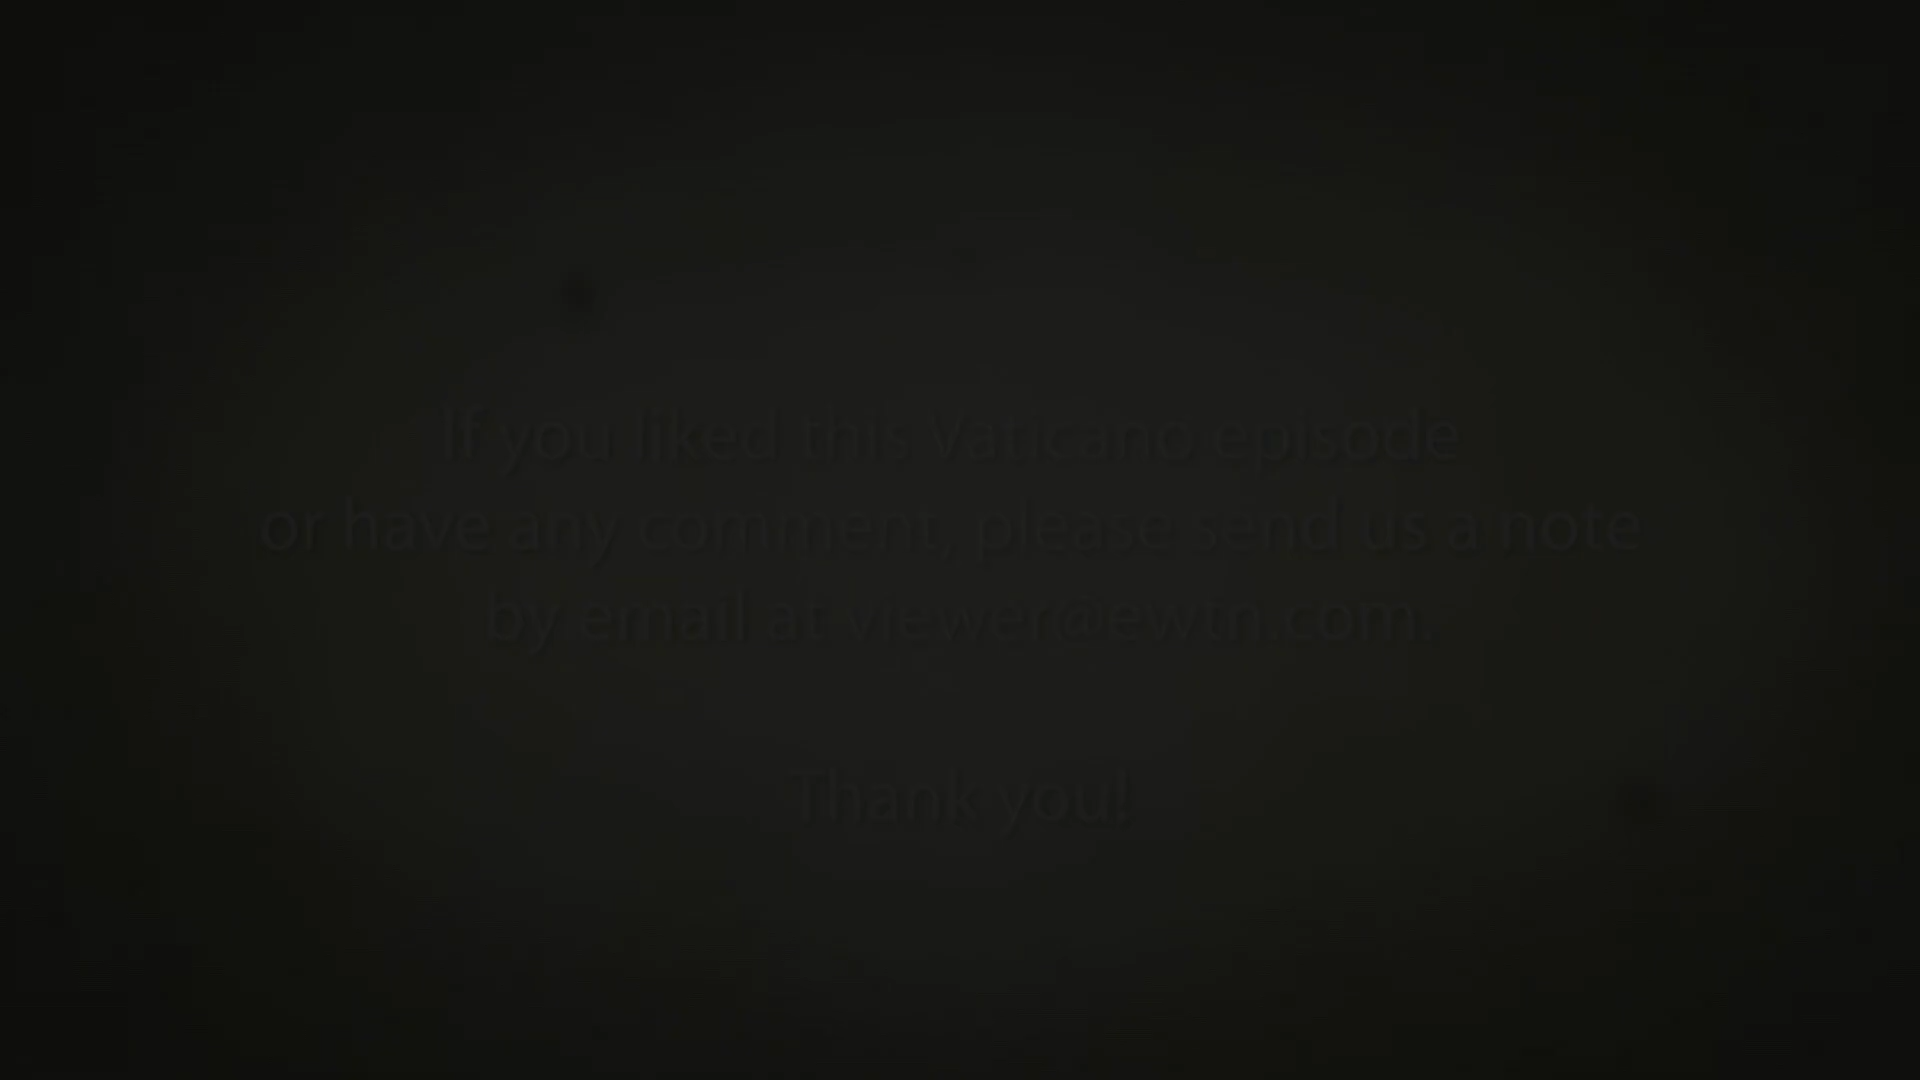 If you liked this Vaticano episode
or have any comment, please send us a note
by email at viewer@ewtn.com.
Thank you!